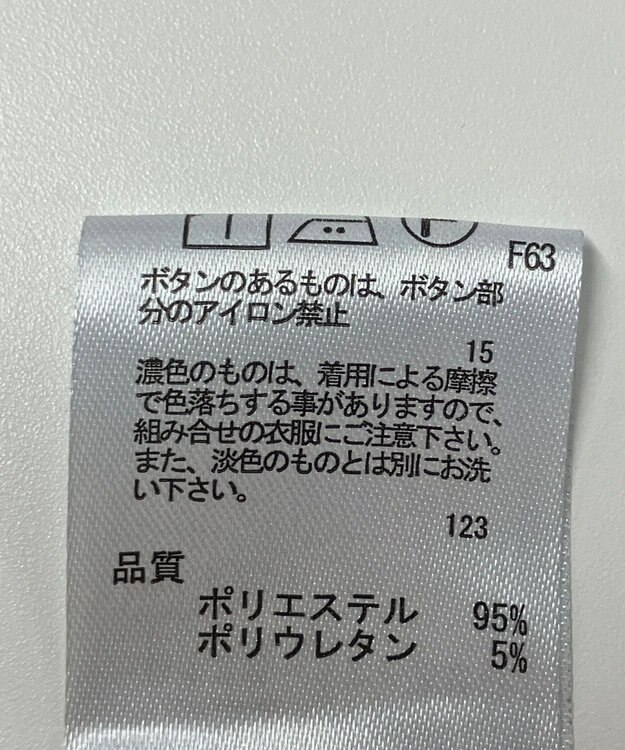 F63
ボタンのあるものは、ボタン部
分のアイロン禁止
15
濃色のものは、着用による摩擦
で色落ちする事がありますので、
組み合せの衣服にご注意下さい。
また、淡色のものとは別にお洗
い下さい。
123
品質
ポリエステル 95%
ポリウレタン 5%